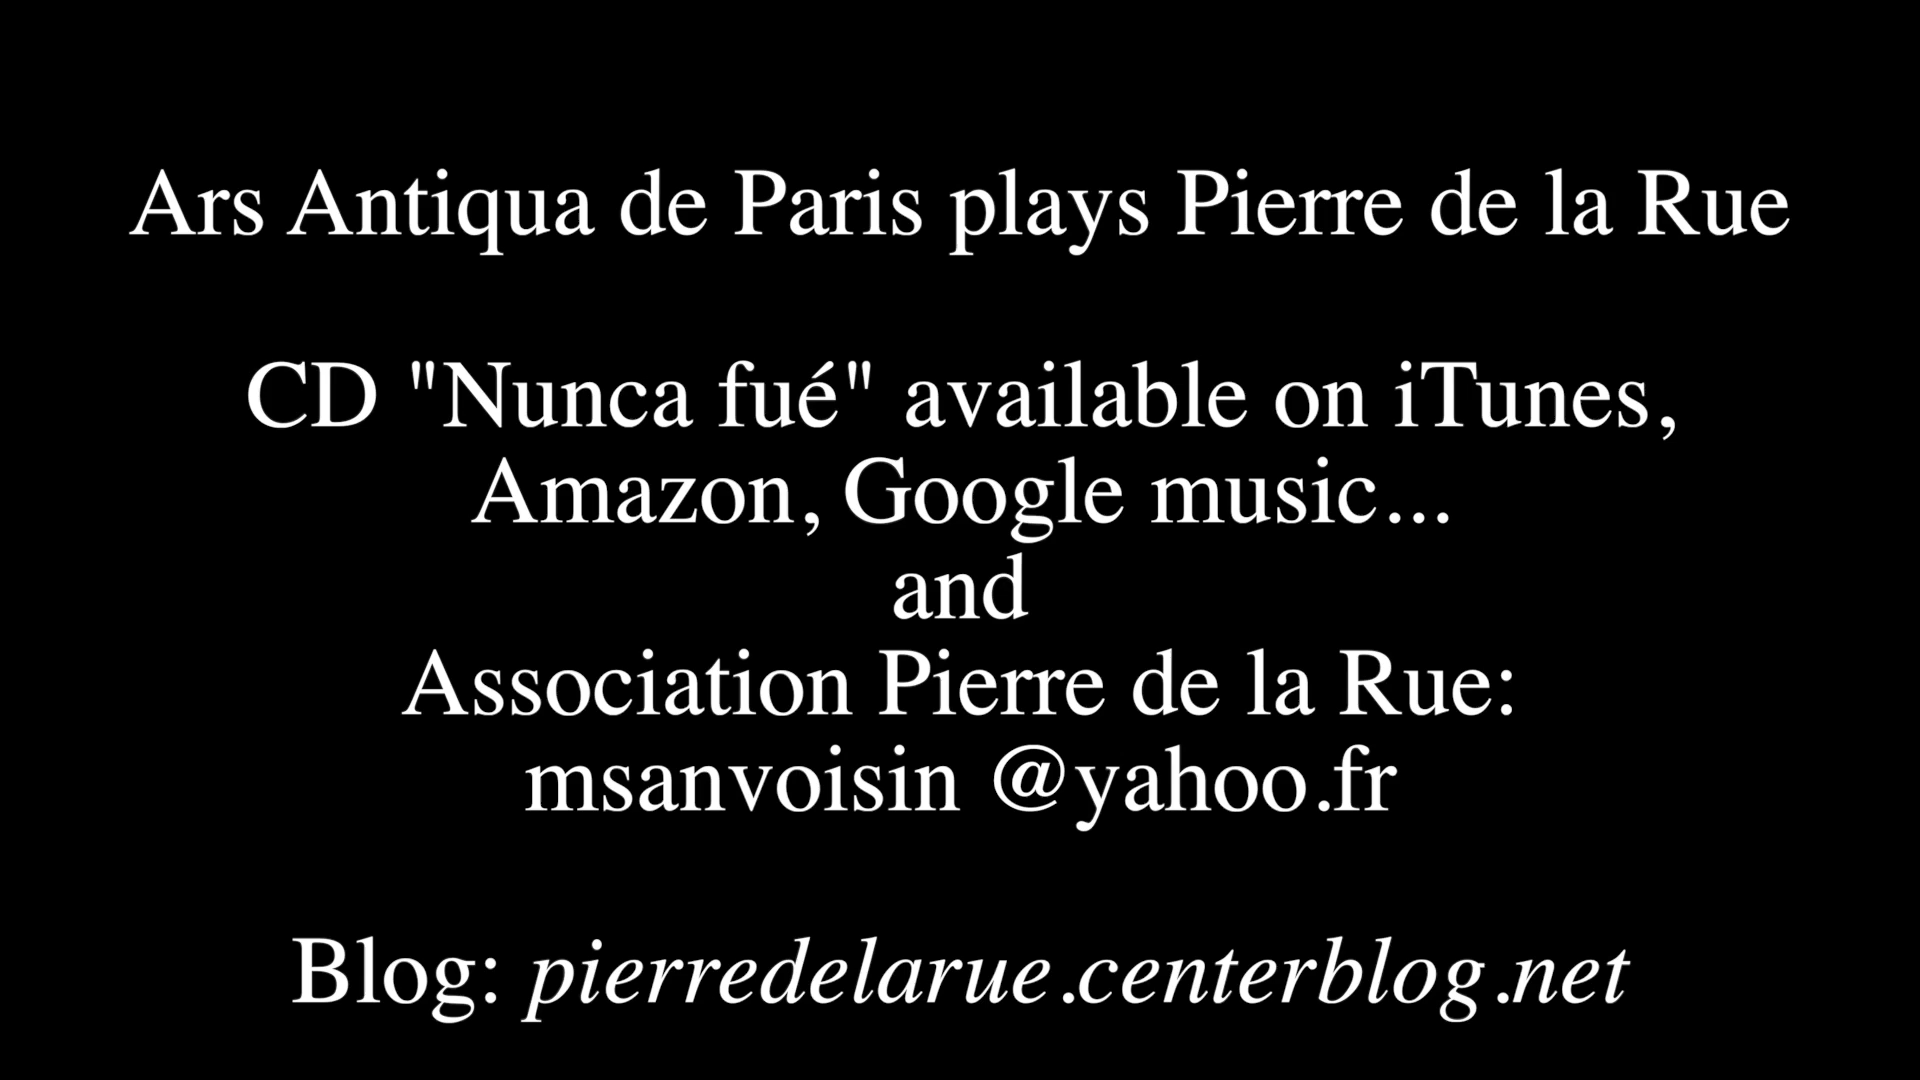 Ars Antiqua de Paris plays Pierre de la Rue
CD "Nunca fué" available on iTunes,
Amazon, Google music...
and
Association Pierre de la Rue:
msanvoisin @yahoo.fr
Blog: pierredelarue.centerblog.net